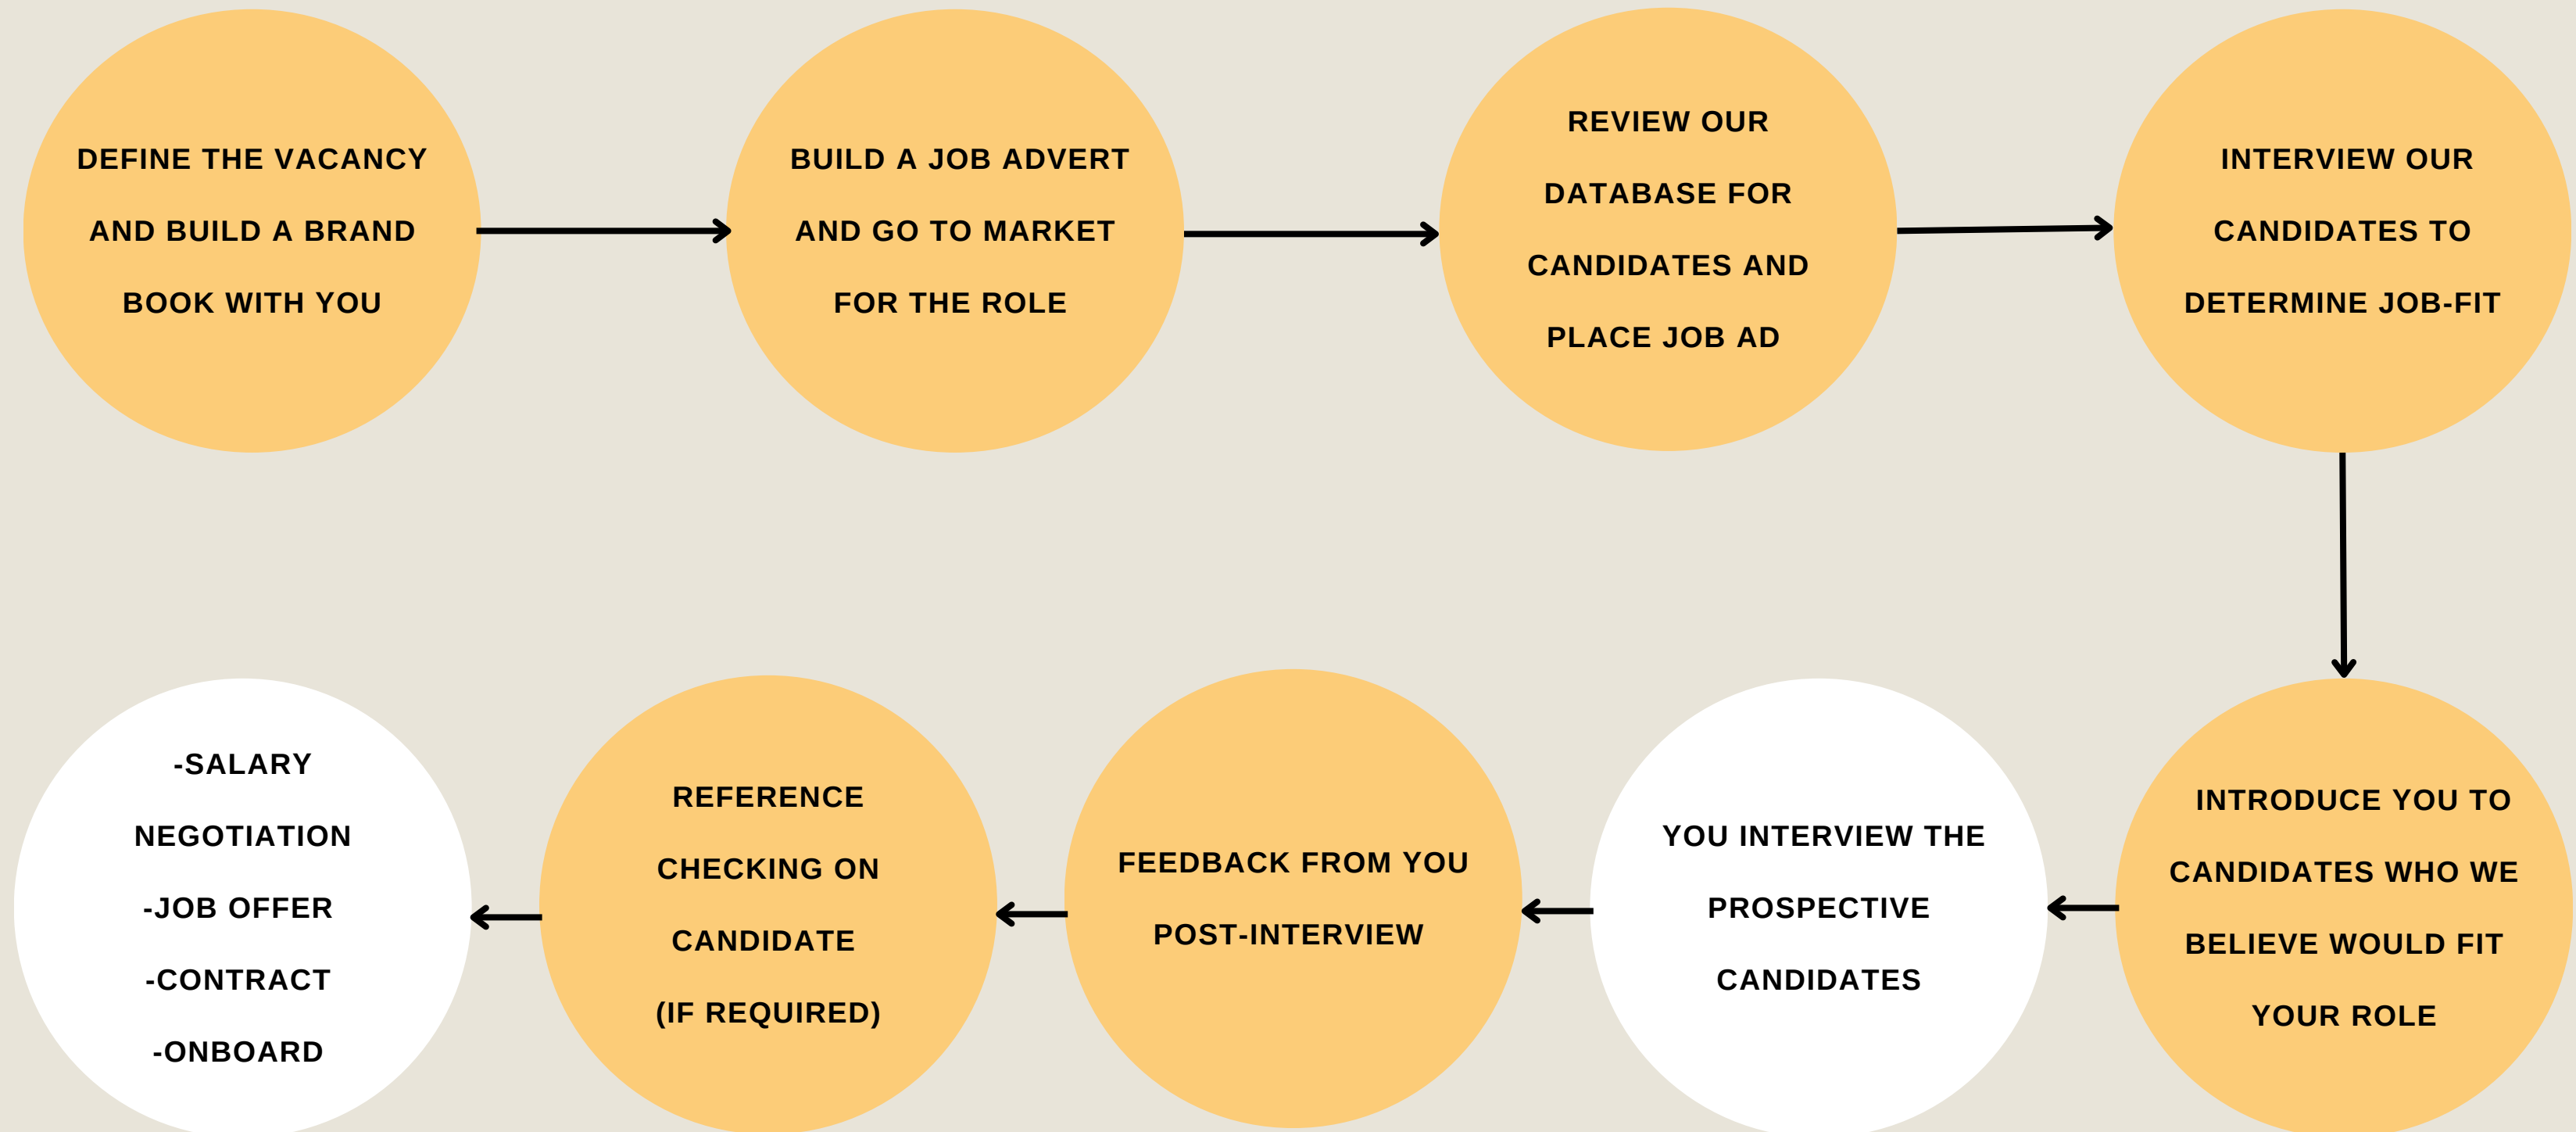 DEFINE THE VACANCY
AND BUILD A BRAND
BOOK WITH YOU
BUILD A JOB ADVERT
AND GO TO MARKET
FOR THE ROLE
REVIEW OUR
DATABASE FOR
CANDIDATES AND
PLACE JOB AD
INTERVIEW OUR
CANDIDATES TO
DETERMINE JOB-FIT
INTRODUCE YOU TO
CANDIDATES WHO WE
BELIEVE WOULD FIT
YOUR ROLE
YOU INTERVIEW THE
PROSPECTIVE
CANDIDATES
FEEDBACK FROM YOU
POST-INTERVIEW
REFERENCE
CHECKING ON
CANDIDATE
(IF REQUIRED)
-SALARY
NEGOTIATION
-JOB OFFER
-CONTRACT
-ONBOARD